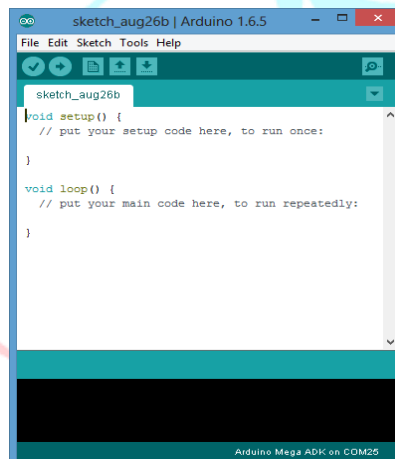 sketch_aug26b | Arduino 1.6.5
File Edit Sketch Tools Help
sketch_aug26b
void setup() {
  // put your setup code here, to run once:
}
void loop() {
  // put your main code here, to run repeatedly:
}
Arduino Mega ADK on COM25